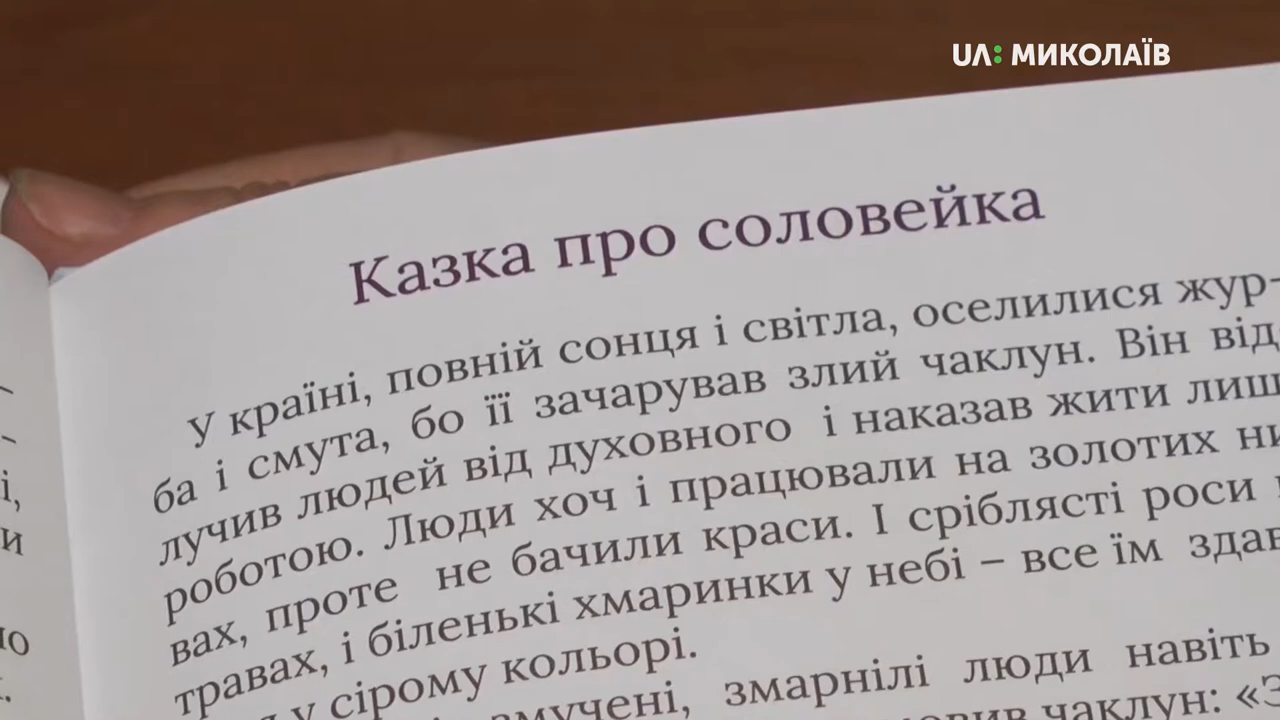 UA: МИКОЛАЇВ
Казка про соловейка
У країні, повній сонця і світла, оселилися жур-
ба і смута, бо її зачарував злий чаклун. Він від
лучив людей від духовного і наказав жити лиш
роботою. Люди хоч і працювали на золотих ни
вах, проте не бачили краси. І сріблясті роси
травах, і біленькі хмаринки у небі – все їм здав
у сірому кольорі.
змучені, змарнілі люди навіть
чаклун: «З